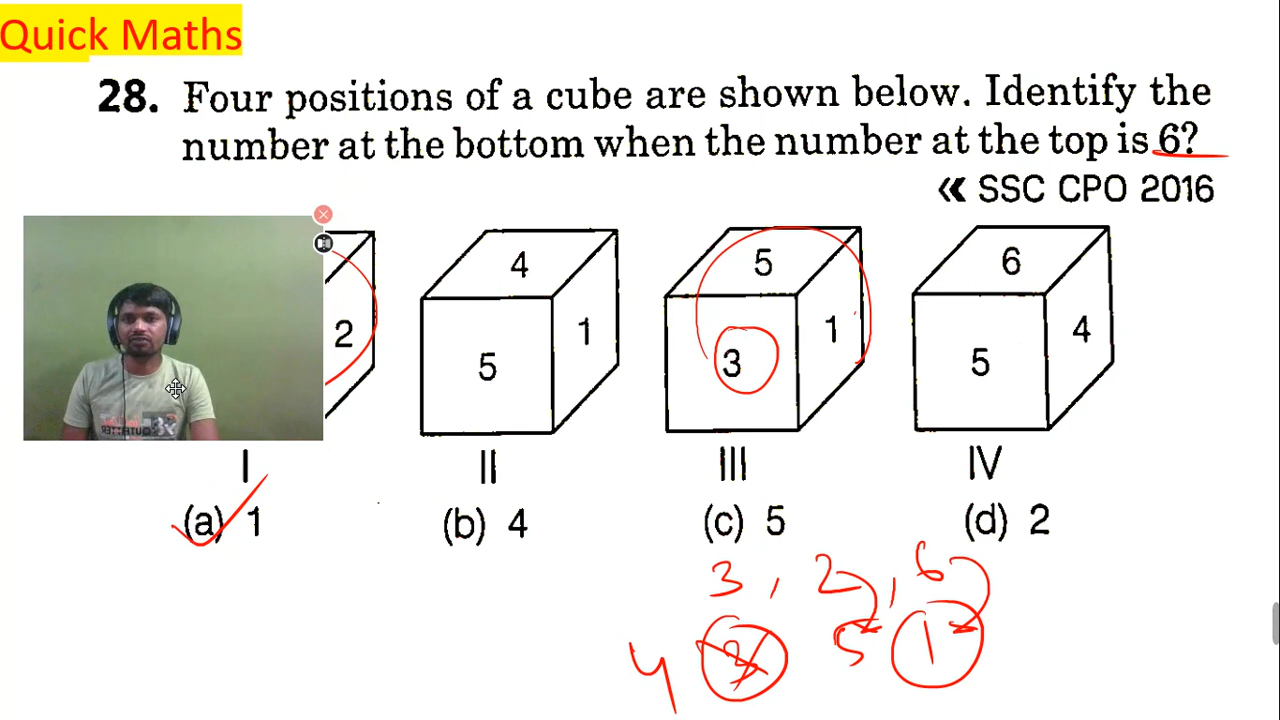 Quick Maths
28. Four positions of a cube are shown below. Identify the
number at the bottom when the number at the top is 6?
« SSC CPO 2016
2
4
5
1
5
3
1
6
5
4
I II III IV
(a) 1 (b) 4 (c) 5 (d) 2
3, 2, 6
4 5 1